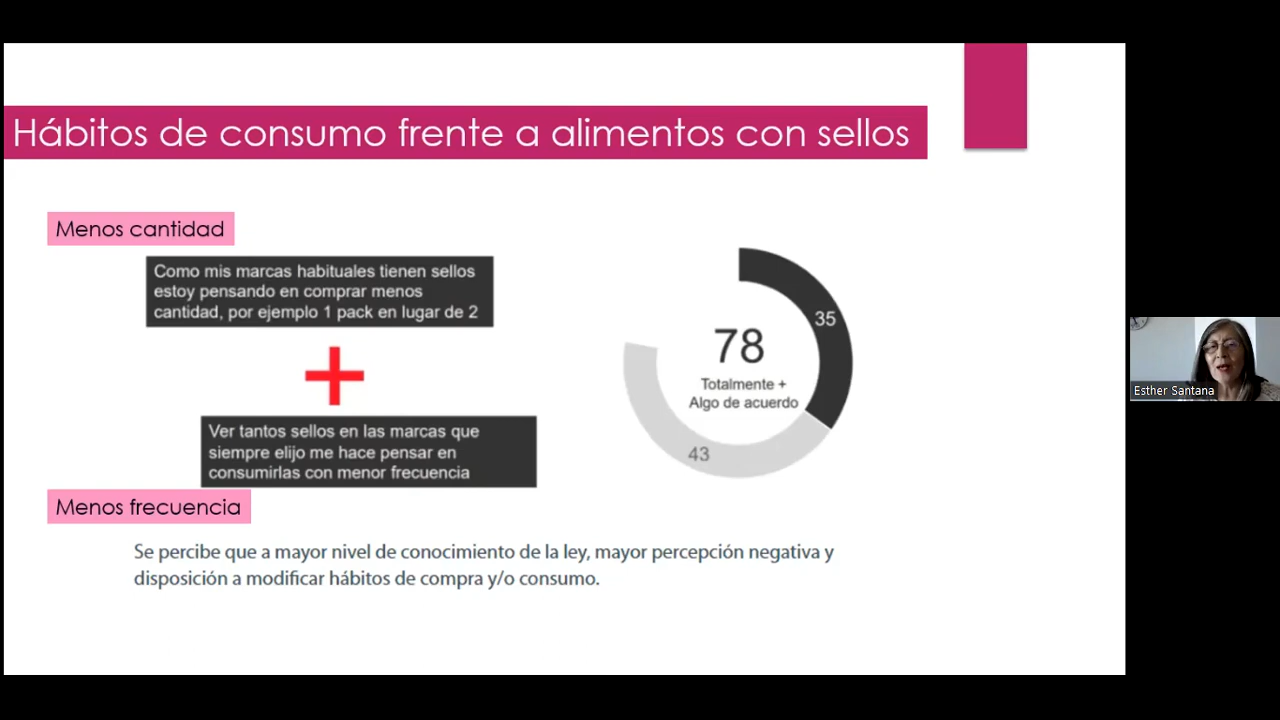 Hábitos de consumo frente a alimentos con sellos
Menos cantidad
Como mis marcas habituales tienen sellos
estoy pensando en comprar menos
cantidad, por ejemplo 1 pack en lugar de 2
Ver tantos sellos en las marcas que
siempre elijo me hace pensar en
consumirlas con menor frecuencia
Menos frecuencia
35
78
Totalmente +
Algo de acuerdo
43
Se percibe que a mayor nivel de conocimiento de la ley, mayor percepción negativa y
disposición a modificar hábitos de compra y/o consumo.
Esther Santana